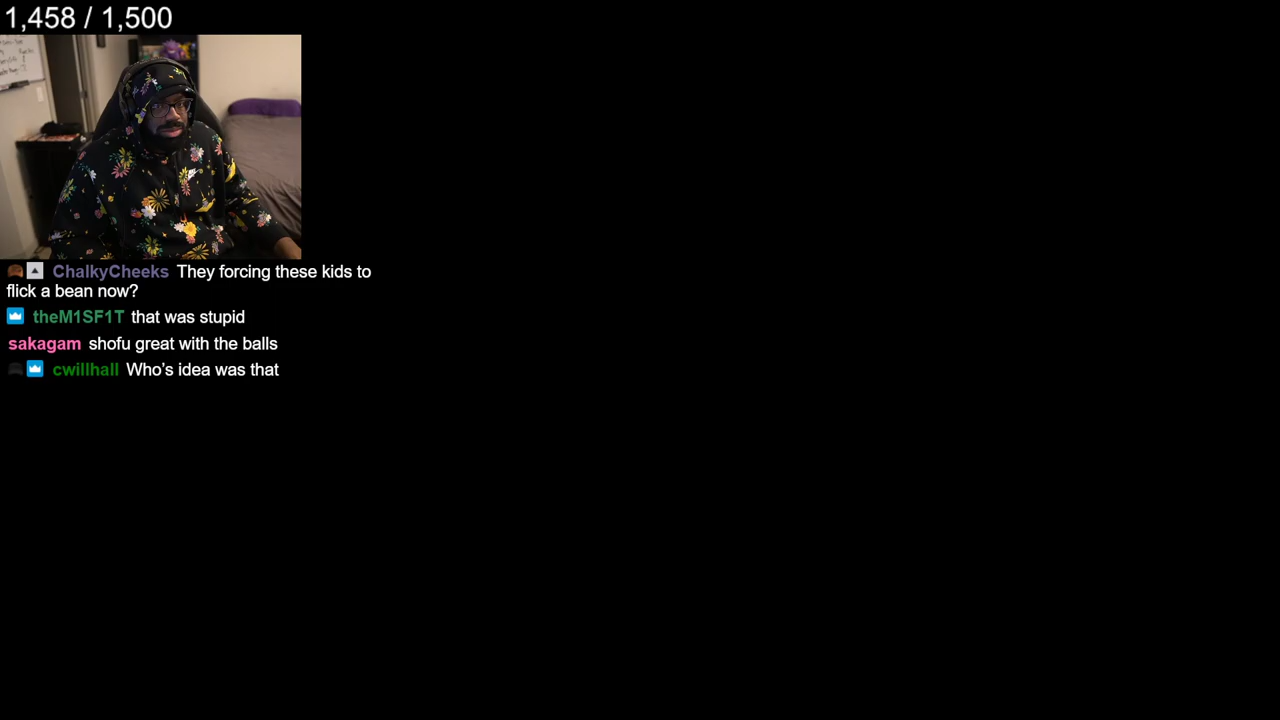 1,458 / 1,500
ChalkyCheeks They forcing these kids to
flick a bean now?
theM1SF1T that was stupid
sakagam shofu great with the balls
cwillhall Who’s idea was that